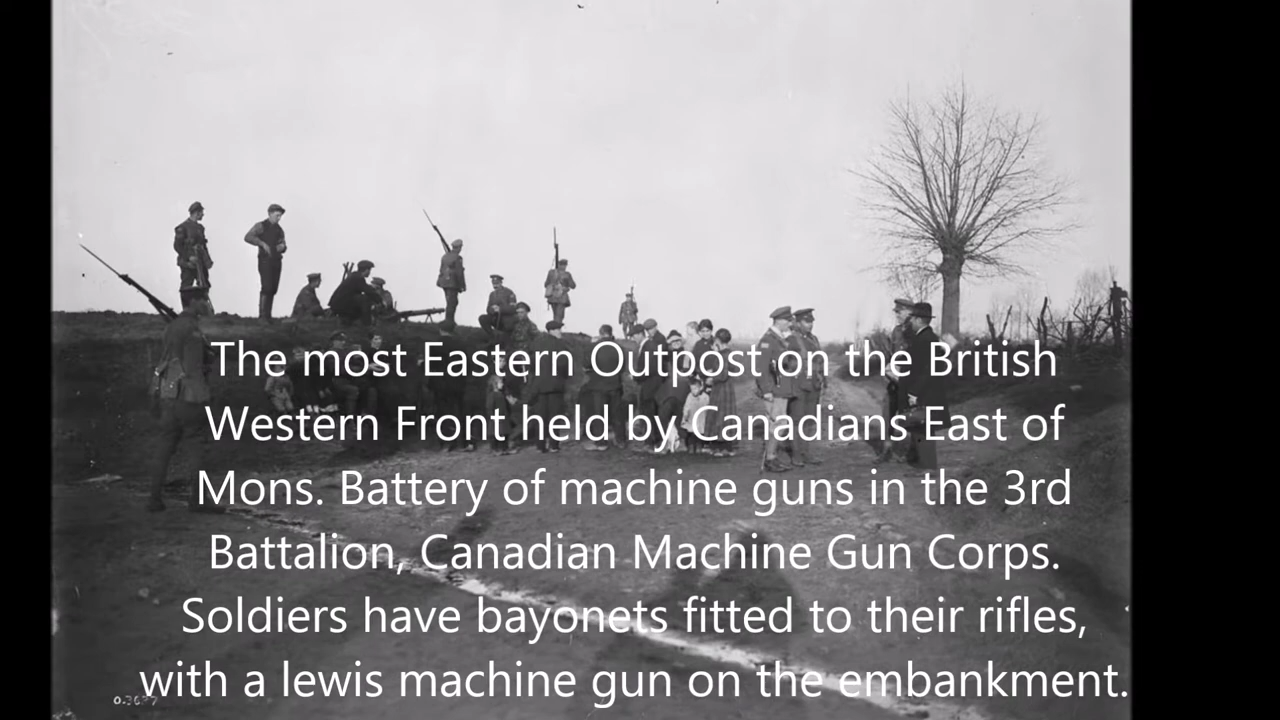 The most Eastern Outpost on the British
Western Front held by Canadians East of
Mons. Battery of machine guns in the 3rd
Battalion, Canadian Machine Gun Corps.
Soldiers have bayonets fitted to their rifles,
with a lewis machine gun on the embankment.